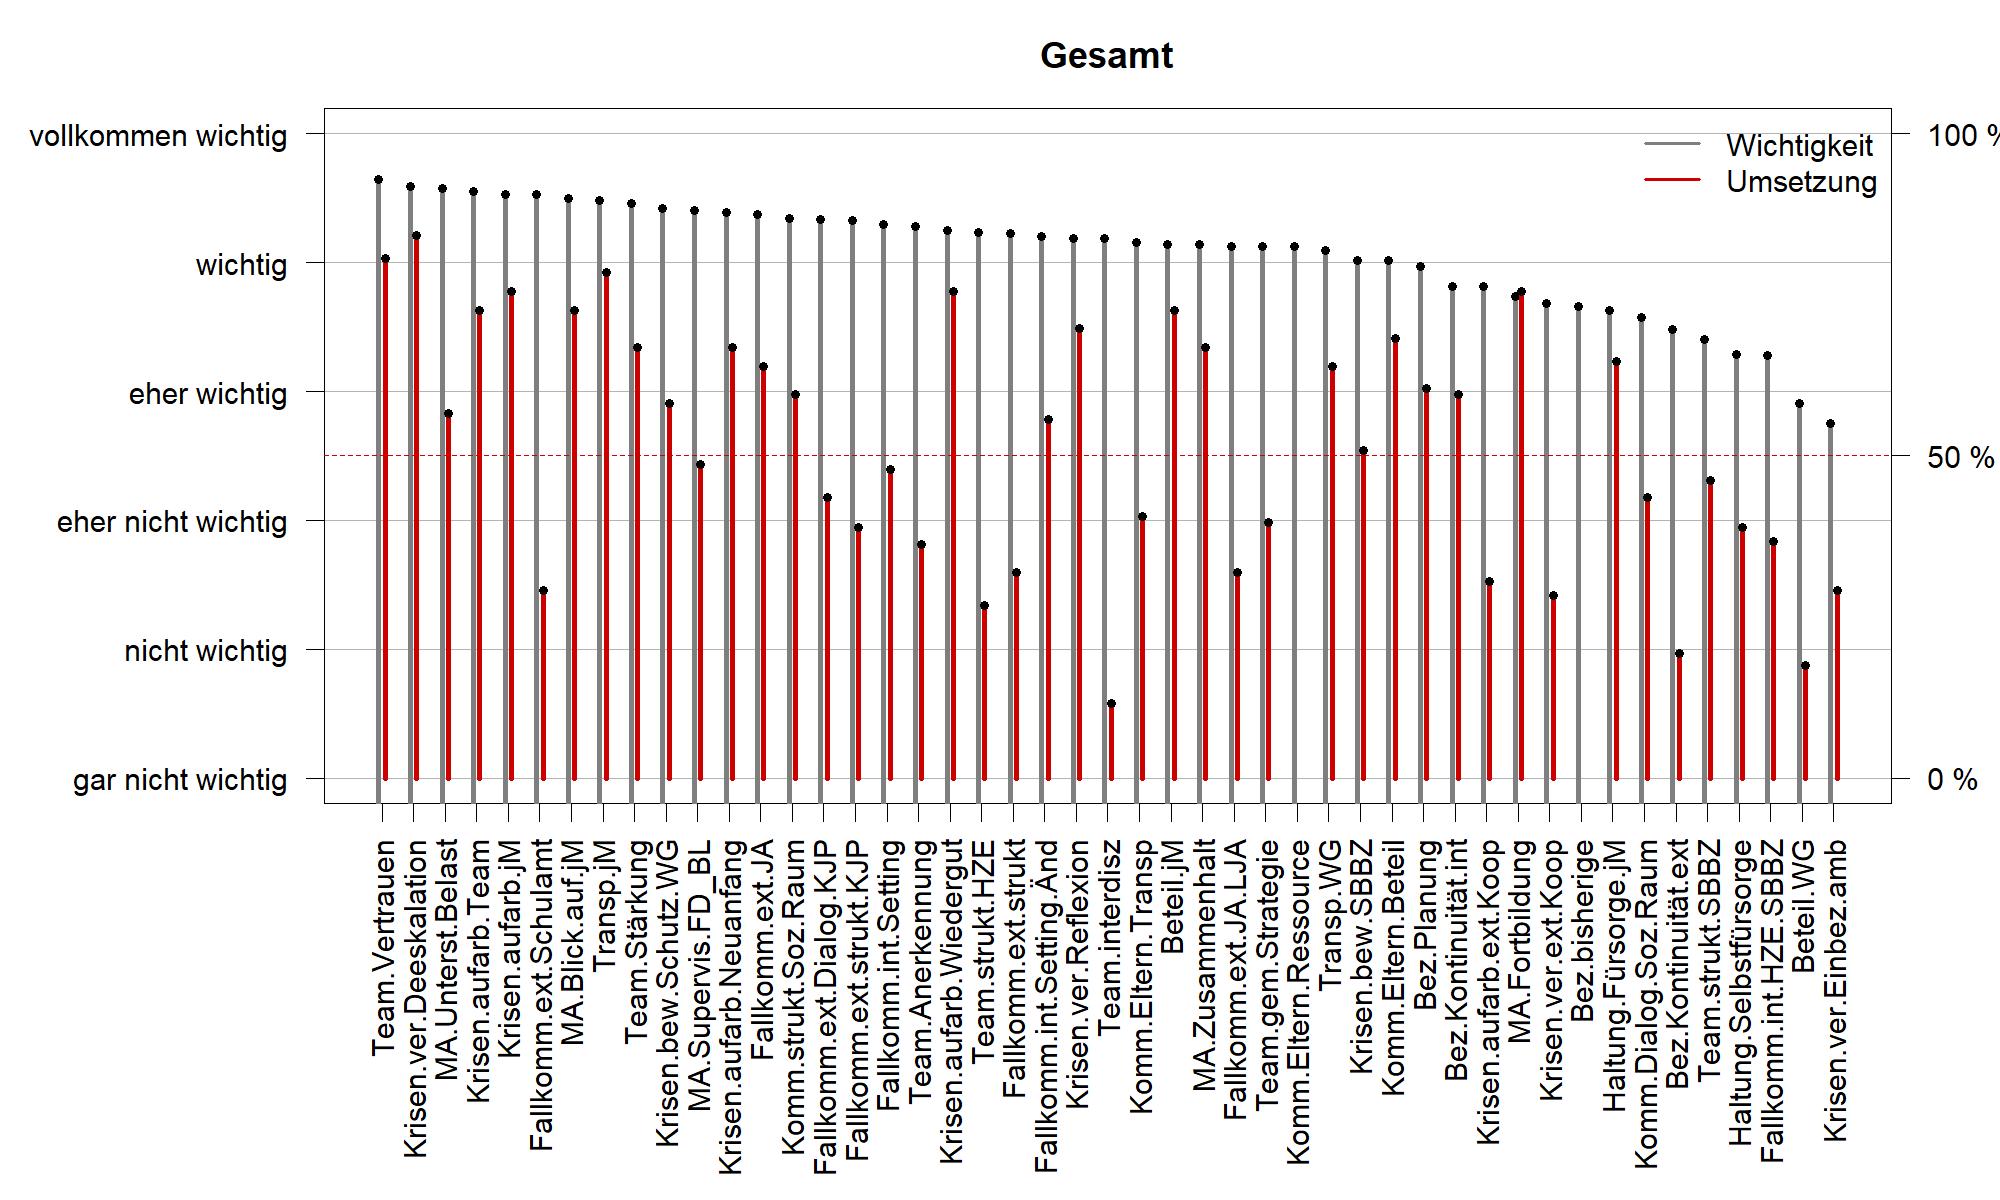 Gesamt
vollkommen wichtig
wichtig
eher wichtig
eher nicht wichtig
nicht wichtig
gar nicht wichtig
100 %
50 %
0 %
Wichtigkeit
Umsetzung
Team.Vertrauen
Krisen.ver.Deeskalation
MA.Unterst.Belast
Krisen.aufarb.Team
Krisen.aufarb.jM
Fallkomm.ext.Schulamt
MA.Blick.auf.jM
Transp.jM
Team.Stärkung
Krisen.bew.Schutz.WG
MA.Supervis.FD_BL
Krisen.aufarb.Neuanfang
Fallkomm.ext.JA
Komm.strukt.Soz.Raum
Fallkomm.ext.Dialog.KJP
Fallkomm.ext.strukt.KJP
Fallkomm.int.Setting
Team.Anerkennung
Krisen.aufarb.Wiedergut
Team.strukt.HZE
Fallkomm.ext.strukt
Fallkomm.int.Setting.Änd
Krisen.ver.Reflexion
Team.interdisz
Komm.Eltern.Transp
Beteil.jM
MA.Zusammenhalt
Fallkomm.ext.JA.LJA
Team.gem.Strategie
Komm.Eltern.Ressource
Transp.WG
Krisen.bew.SBBZ
Komm.Eltern.Beteil
Bez.Planung
Bez.Kontinuität.int
Krisen.aufarb.ext.Koop
MA.Fortbildung
Krisen.ver.ext.Koop
Bez.bisherige
Haltung.Fürsorge.jM
Komm.Dialog.Soz.Raum
Bez.Kontinuität.ext
Team.strukt.SBBZ
Haltung.Selbstfürsorge
Fallkomm.int.HZE.SBBZ
Beteil.WG
Krisen.ver.Einbez.amb